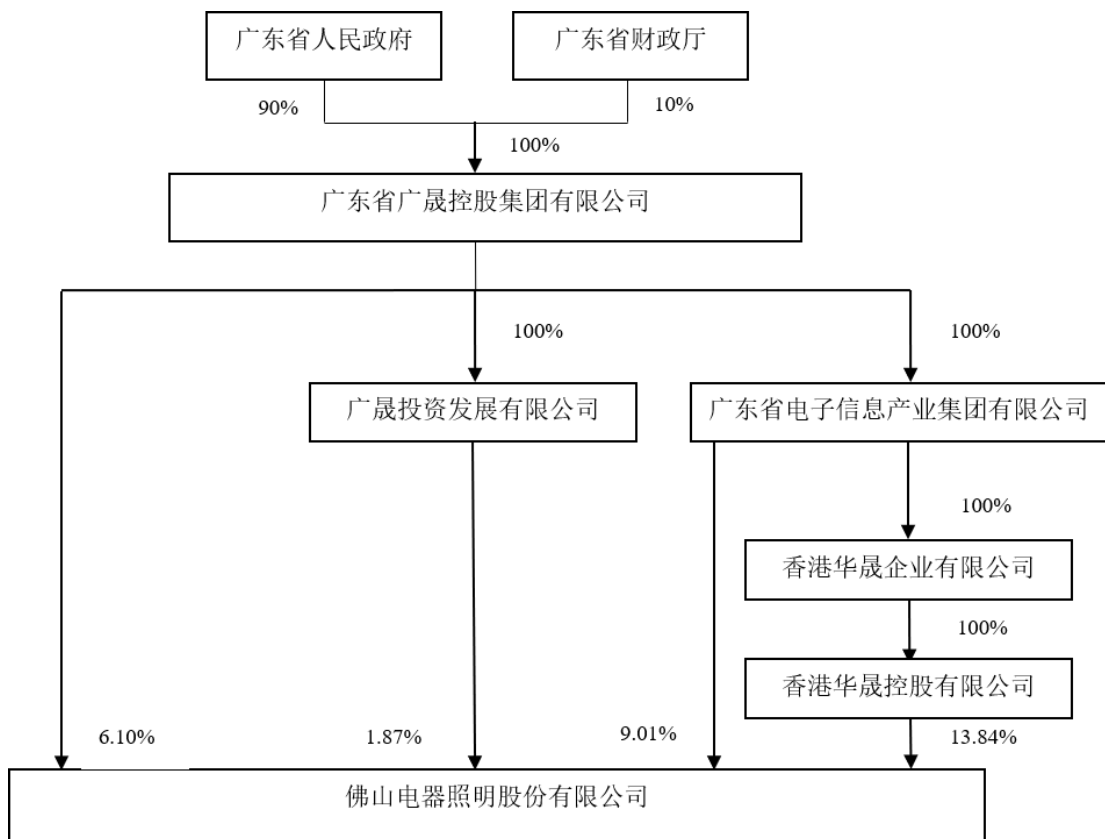 广东省人民政府
广东省财政厅
90%
10%
100%
广东省广晟控股集团有限公司
100%
100%
广晟投资发展有限公司
广东省电子信息产业集团有限公司
100%
香港华晟企业有限公司
100%
香港华晟控股有限公司
6.10%
1.87%
9.01%
13.84%
佛山电器照明股份有限公司